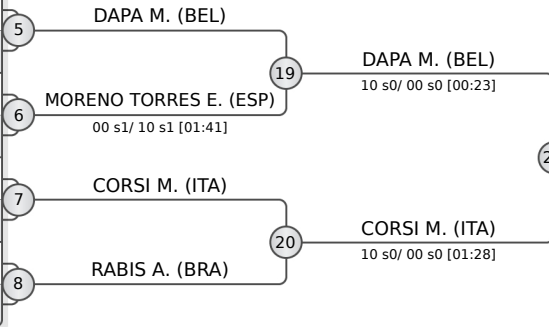 DAPA M. (BEL)
5
19
DAPA M. (BEL)
10 s0/ 00 s0 [00:23]
MORENO TORRES E. (ESP)
6
00 s1/ 10 s1 [01:41]
CORSI M. (ITA)
7
20
CORSI M. (ITA)
10 s0/ 00 s0 [01:28]
RABIS A. (BRA)
8